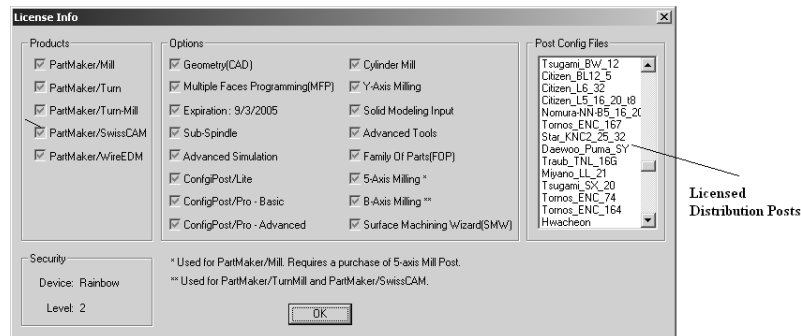 License Info
Products
PartMaker/Mill
PartMaker/Turn
PartMaker/Turn-Mill
PartMaker/SwissCAM
PartMaker/WireEDM
Options
Geometry(CAD)
Multiple Faces Programming(MFP)
Expiration: 9/3/2005
Sub-Spindle
Advanced Simulation
ConfgiPost/Lite
ConfigPost/Pro - Basic
ConfigPost/Pro - Advanced
Cylinder Mill
Y-Axis Milling
Solid Modeling Input
Advanced Tools
Family Of Parts(FOP)
5-Axis Milling *
B-Axis Milling **
Surface Machining Wizard(SMW)
Post Config Files
Tsugami_BW_12
Citizen_BL12_5
Citizen_L6_32
Citizen_L5_16_20_t8
Nomura-NN-B5_16_20
Tornos_ENC_167
Star_KNC2_25_32
Daewoo_Puma_SY
Traub_TNL_16G
Miyano_LL_21
Tsugami_SX_20
Tornos_ENC_74
Tornos_ENC_164
Hwacheon
Licensed
Distribution Posts
Security
Device: Rainbow
Level: 2
* Used for PartMaker/Mill. Requires a purchase of 5-axis Mill Post.
** Used for PartMaker/TurnMill and PartMaker/SwissCAM.
OK